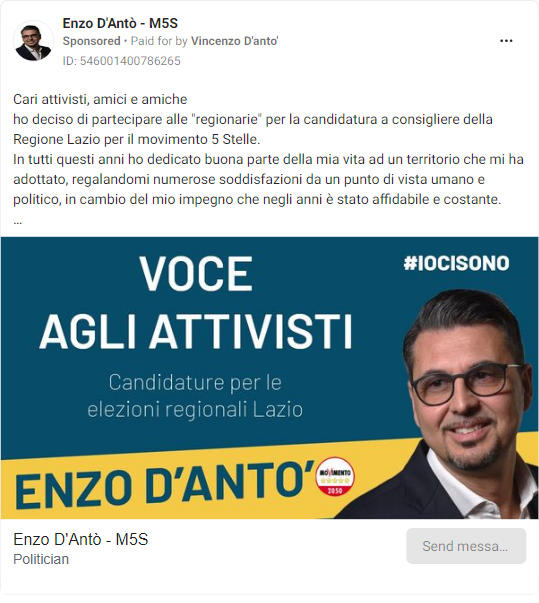 Enzo D'Antò - M5S
Sponsored • Paid for by Vincenzo D'anto'
ID: 546001400786265
Cari attivisti, amici e amiche
ho deciso di partecipare alle "regionarie" per la candidatura a consigliere della
Regione Lazio per il movimento 5 Stelle.
In tutti questi anni ho dedicato buona parte della mia vita ad un territorio che mi ha
adottato, regalandomi numerose soddisfazioni da un punto di vista umano e
politico, in cambio del mio impegno che negli anni è stato affidabile e costante.
...
VOCE
AGLI ATTIVISTI
#IOCISONO
Candidature per le
elezioni regionali Lazio
ENZO D'ANTO'
MOVIMENTO
2050
Enzo D'Antò - M5S
Politician
Send messa...